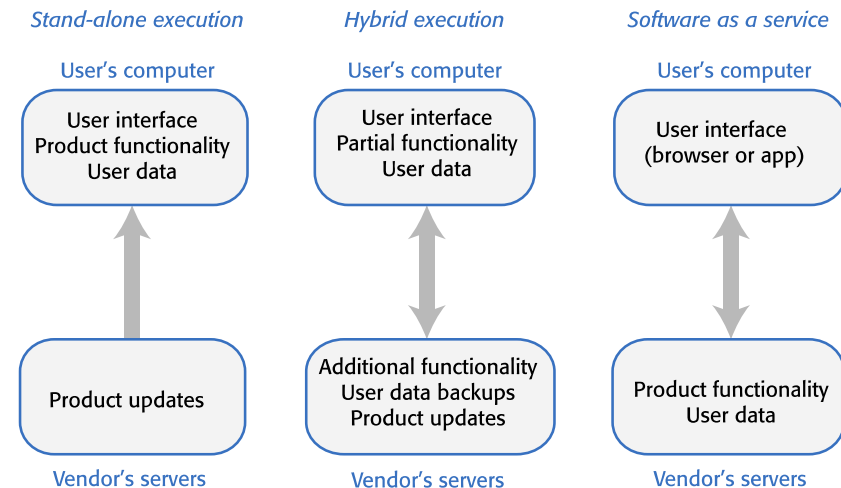 Stand-alone execution
User's computer
User interface
Product functionality
User data
Product updates
Vendor's servers
Hybrid execution
User's computer
User interface
Partial functionality
User data
Additional functionality
User data backups
Product updates
Vendor's servers
Software as a service
User's computer
User interface
(browser or app)
Product functionality
User data
Vendor's servers